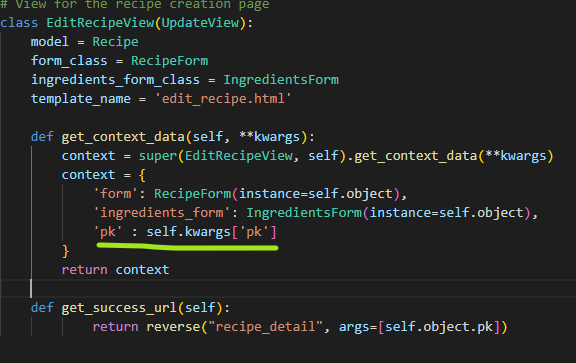 # View for the recipe creation page
class EditRecipeView(UpdateView):
    model = Recipe
    form_class = RecipeForm
    ingredients_form_class = IngredientsForm
    template_name = 'edit_recipe.html'

    def get_context_data(self, **kwargs):
        context = super(EditRecipeView, self).get_context_data(**kwargs)
        context = {
            'form': RecipeForm(instance=self.object),
            'ingredients_form': IngredientsForm(instance=self.object),
            'pk' : self.kwargs['pk']
        }
        return context

    def get_success_url(self):
            return reverse("recipe_detail", args=[self.object.pk])